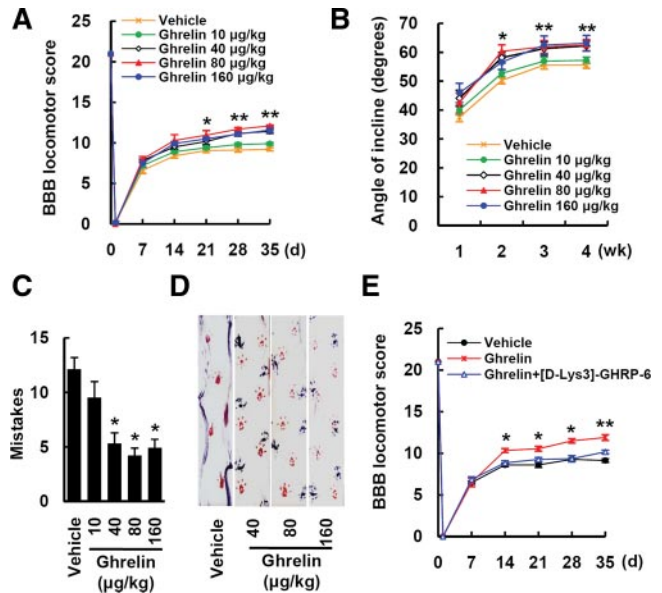 A
Vehicle
Ghrelin 10 µg/kg
Ghrelin 40 µg/kg
Ghrelin 80 µg/kg
Ghrelin 160 µg/kg
BBB locomotor score
25
20
15
10
5
0
* ** **
0 7 14 21 28 35 (d)
B
Angle of incline (degrees)
70
60
50
40
30
20
10
0
* ** **
Vehicle
Ghrelin 10 µg/kg
Ghrelin 40 µg/kg
Ghrelin 80 µg/kg
Ghrelin 160 µg/kg
1 2 3 4 (wk)
C
Mistakes
15
10
5
0
* * *
Vehicle
10
40
80
160
Ghrelin
(µg/kg)
D
Vehicle
40
80
160
Ghrelin
(µg/kg)
E
Vehicle
Ghrelin
Ghrelin+[D-Lys3]-GHRP-6
BBB locomotor score
25
20
15
10
5
0
* * * **
0 7 14 21 28 35 (d)